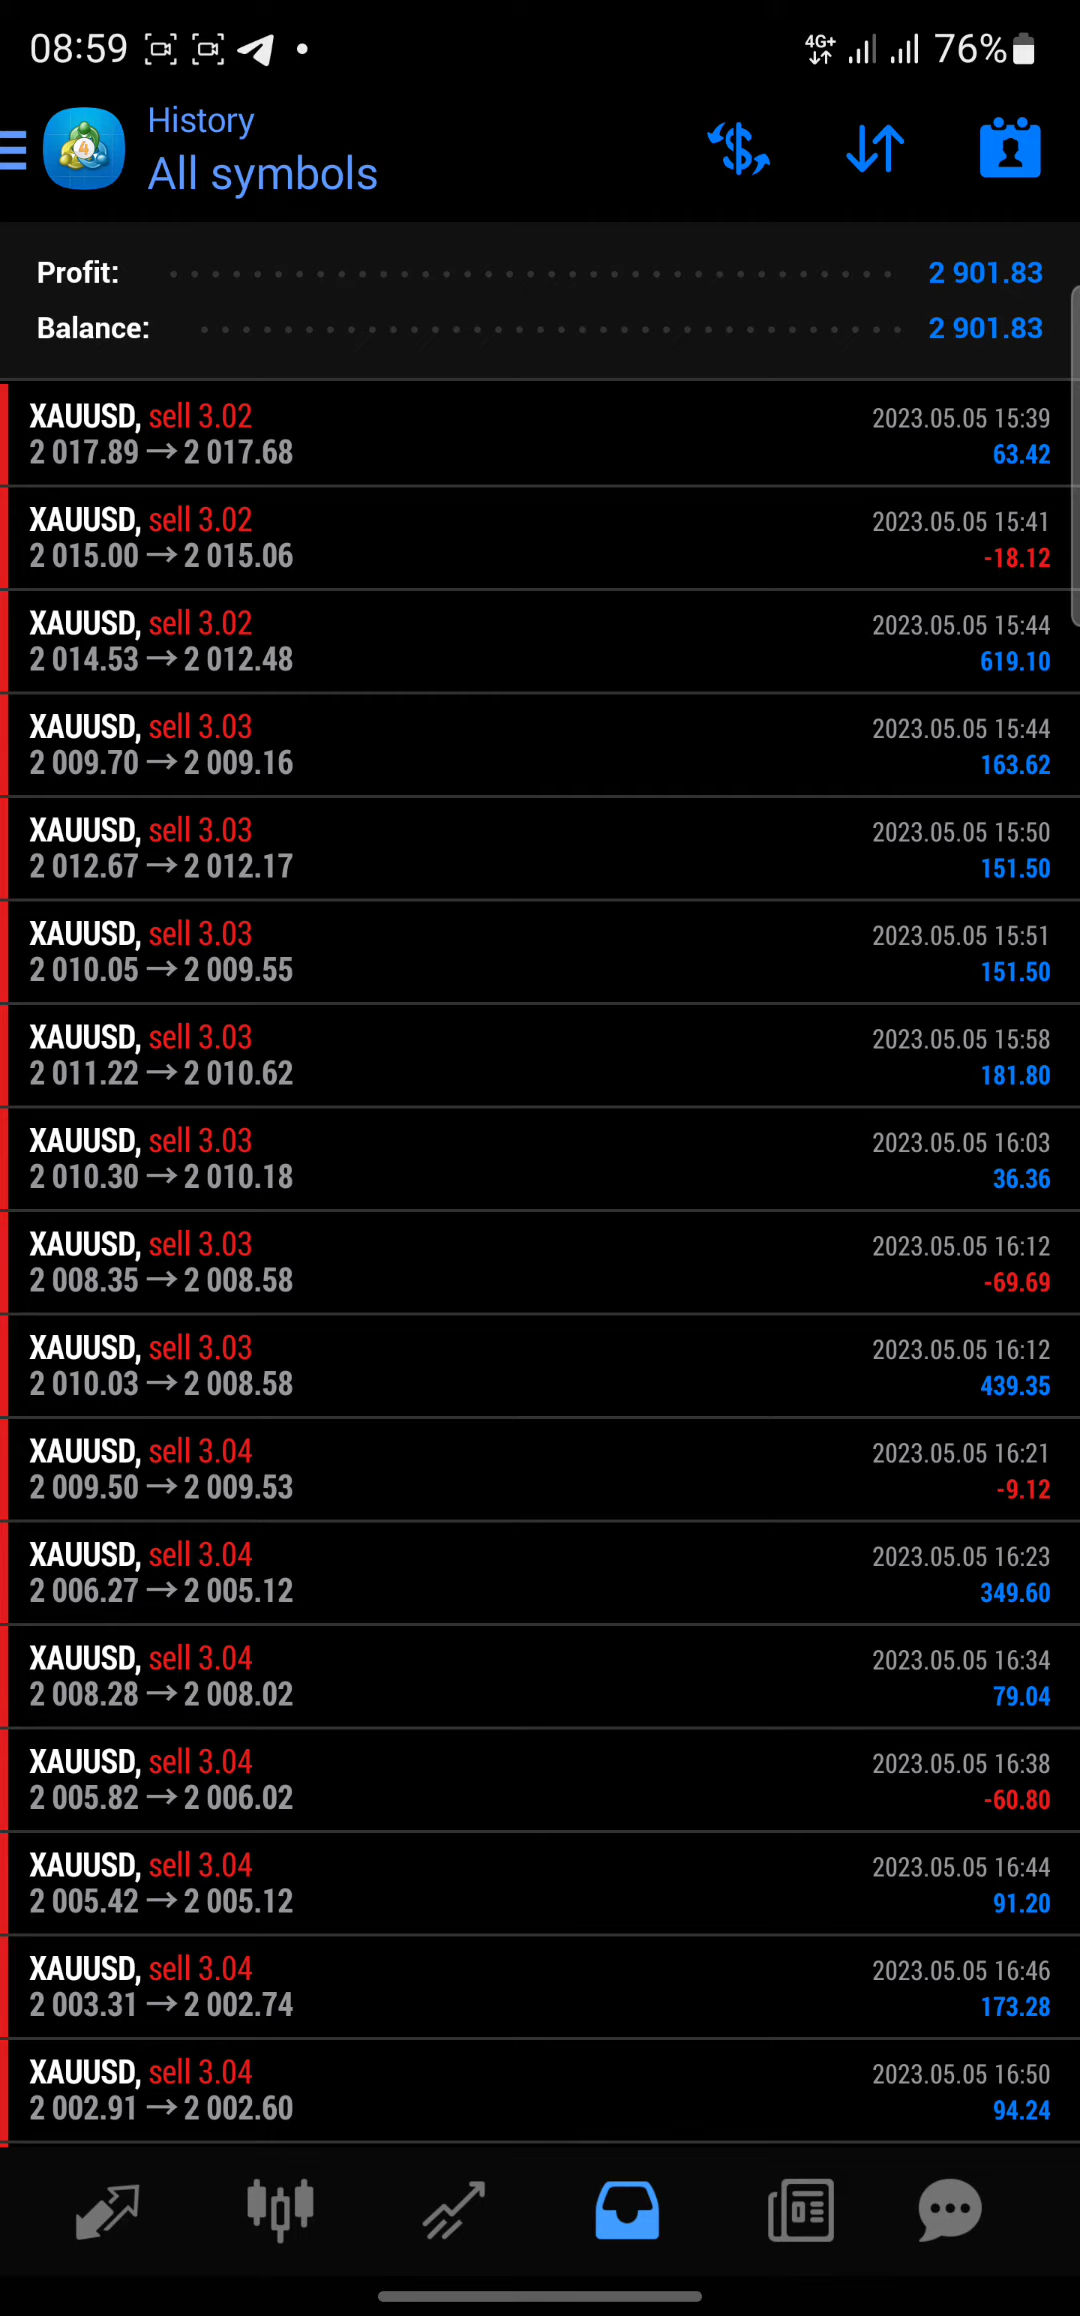 08:59 4G+ 76%
History
All symbols
4
Profit: 2 901.83
Balance: 2 901.83
XAUUSD, sell 3.02 2023.05.05 15:39
2 017.89 → 2 017.68 63.42
XAUUSD, sell 3.02 2023.05.05 15:41
2 015.00 → 2 015.06 -18.12
XAUUSD, sell 3.02 2023.05.05 15:44
2 014.53 → 2 012.48 619.10
XAUUSD, sell 3.03 2023.05.05 15:44
2 009.70 → 2 009.16 163.62
XAUUSD, sell 3.03 2023.05.05 15:50
2 012.67 → 2 012.17 151.50
XAUUSD, sell 3.03 2023.05.05 15:51
2 010.05 → 2 009.55 151.50
XAUUSD, sell 3.03 2023.05.05 15:58
2 011.22 → 2 010.62 181.80
XAUUSD, sell 3.03 2023.05.05 16:03
2 010.30 → 2 010.18 36.36
XAUUSD, sell 3.03 2023.05.05 16:12
2 008.35 → 2 008.58 -69.69
XAUUSD, sell 3.03 2023.05.05 16:12
2 010.03 → 2 008.58 439.35
XAUUSD, sell 3.04 2023.05.05 16:21
2 009.50 → 2 009.53 -9.12
XAUUSD, sell 3.04 2023.05.05 16:23
2 006.27 → 2 005.12 349.60
XAUUSD, sell 3.04 2023.05.05 16:34
2 008.28 → 2 008.02 79.04
XAUUSD, sell 3.04 2023.05.05 16:38
2 005.82 → 2 006.02 -60.80
XAUUSD, sell 3.04 2023.05.05 16:44
2 005.42 → 2 005.12 91.20
XAUUSD, sell 3.04 2023.05.05 16:46
2 003.31 → 2 002.74 173.28
XAUUSD, sell 3.04 2023.05.05 16:50
2 002.91 → 2 002.60 94.24